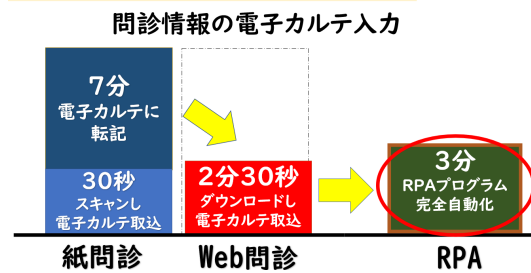 問診情報の電子カルテ入力
7分
電子カルテに
転記
30秒
スキャンし
電子カルテ取込
2分30秒
ダウンロードし
電子カルテ取込
3分
RPAプログラム
完全自動化
紙問診
Web問診
RPA